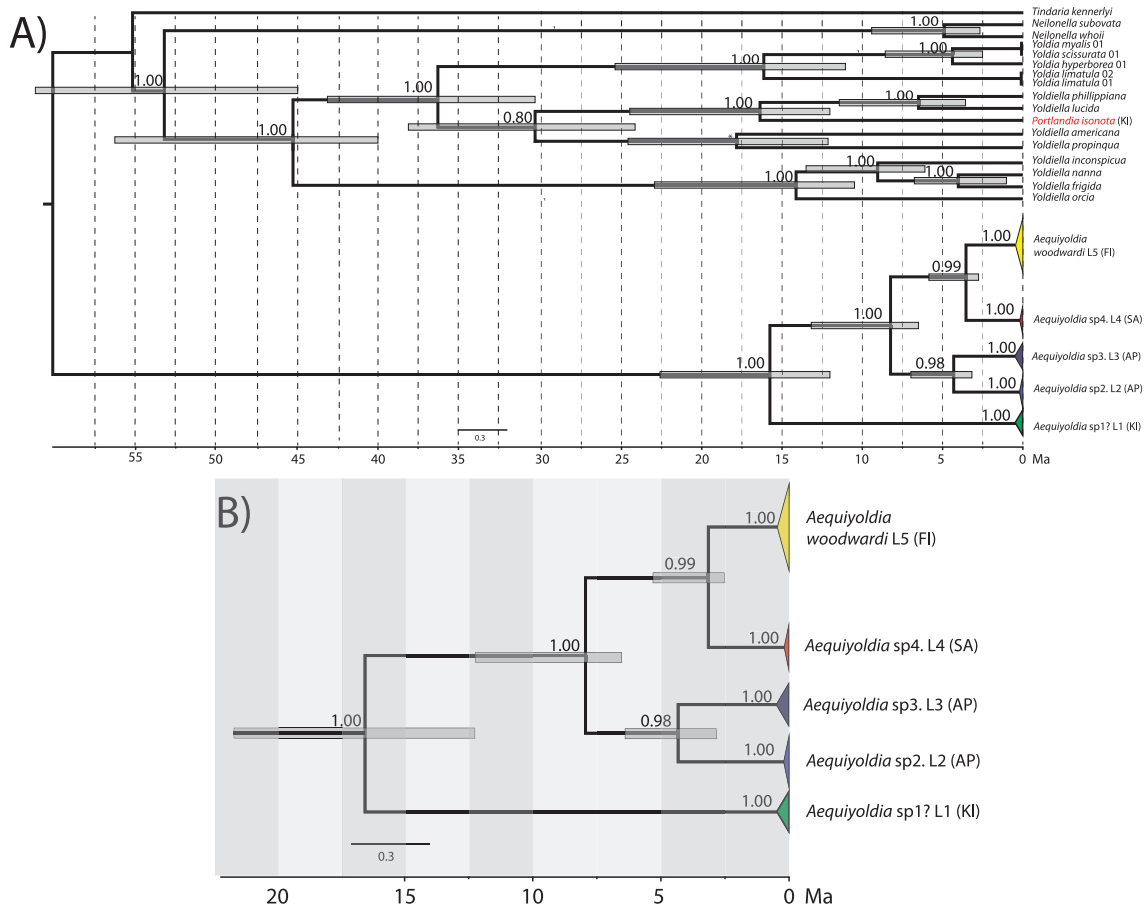 A)
Tindaria kennerlyi
1.00
Neilonella subovata
Neilonella whoii
Yoldia myalis 01
1.00
Yoldia scissurata 01
1.00
Yoldia hyperborea 01
Yoldia limatula 02
Yoldia limatula 01
1.00
Yoldiella phillippiana
1.00
1.00
Yoldiella lucida
1.00
Portlandia isonota (KI)
0.80
*
Yoldiella americana
1.00
Yoldiella propinqua
Yoldiella inconspicua
1.00
1.00
Yoldiella nanna
1.00
Yoldiella frigida
Yoldiella orcia
1.00
Aequiyoldia
woodwardi L5 (FI)
0.99
1.00
1.00
Aequiyoldia sp4. L4 (SA)
1.00
Aequiyoldia sp3. L3 (AP)
1.00
0.98
1.00
Aequiyoldia sp2. L2 (AP)
1.00
Aequiyoldia sp1? L1 (KI)
0.3
55 50 45 40 35 30 25 20 15 10 5 0 Ma
B)
1.00
Aequiyoldia
woodwardi L5 (FI)
0.99
1.00
1.00
Aequiyoldia sp4. L4 (SA)
1.00
Aequiyoldia sp3. L3 (AP)
1.00
0.98
1.00
Aequiyoldia sp2. L2 (AP)
1.00
Aequiyoldia sp1? L1 (KI)
0.3
20 15 10 5 0 Ma